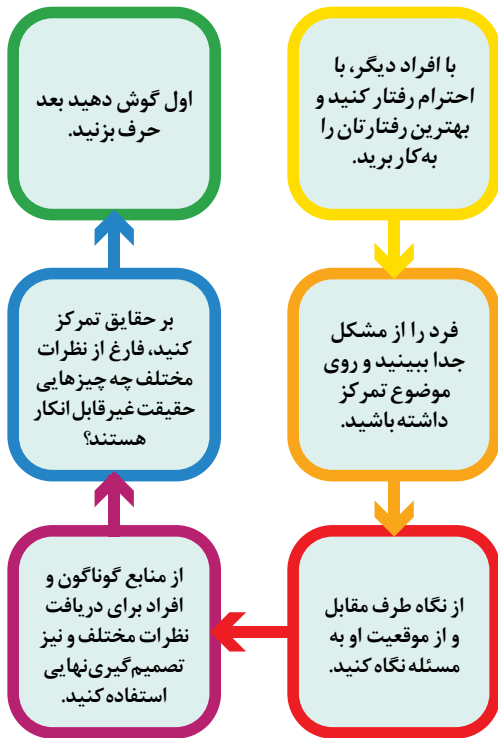 با افراد دیگر، با
احترام رفتار کنید و
بهترین رفتارتان را
به‌کار برید.
فرد را از مشکل
جدا ببینید و روی
موضوع تمرکز
داشته‌باشید.
از نگاه طرف مقابل
و از موقعیت او به
مسئله نگاه کنید.
از منابع گوناگون و
افراد برای دریافت
نظرات مختلف و نیز
تصمیم‌گیری‌نهایی
استفاده کنید.
بر حقایق تمرکز
کنید، فارغ از نظرات
مختلف چه چیزهایی
حقیقت غیرقابل انکار
هستند؟
اول گوش دهید بعد
حرف بزنید.